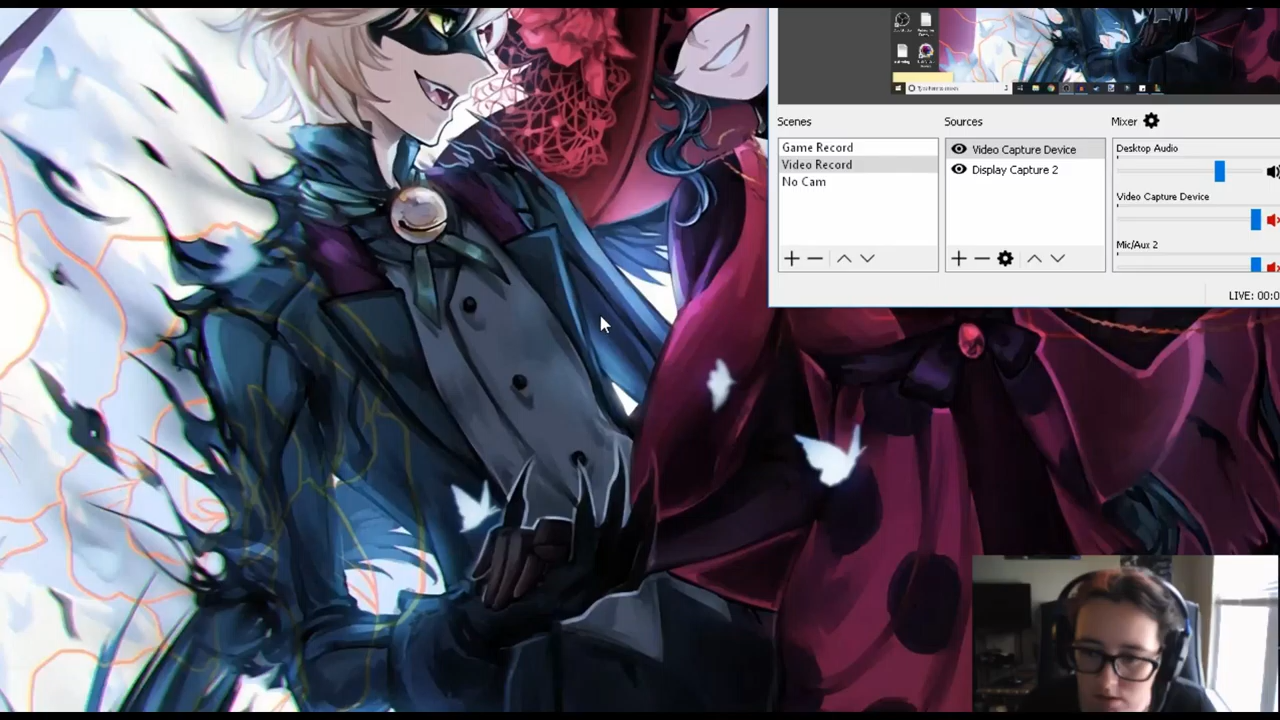 Scenes
Sources
Mixer
Game Record
Video Record
No Cam
Video Capture Device
Display Capture 2
Desktop Audio
Video Capture Device
Mic/Aux 2
LIVE: 00:0